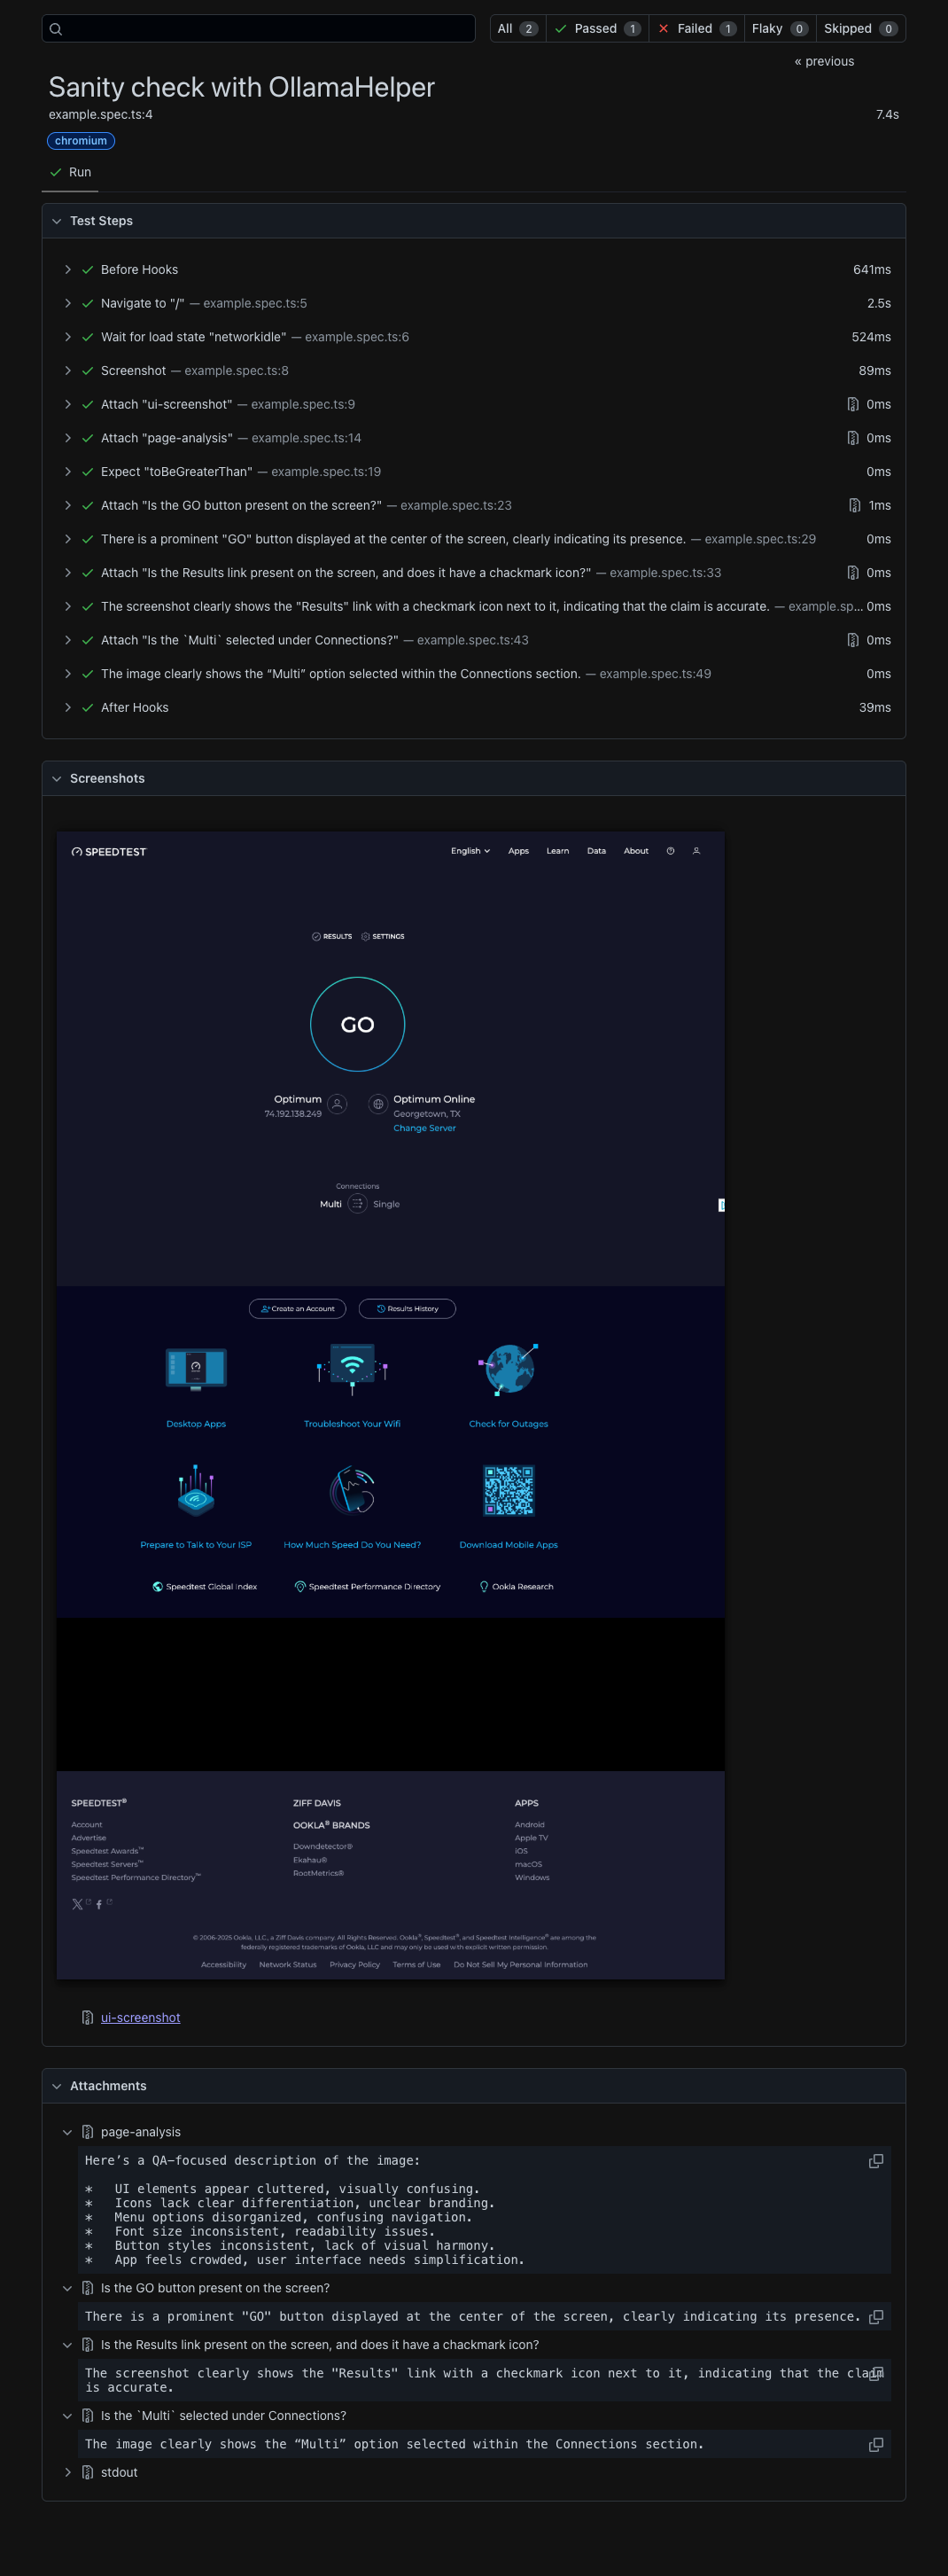 All 2 Passed 1 Failed 1 Flaky 0 Skipped 0
« previous
Sanity check with OllamaHelper
example.spec.ts:4 7.4s
chromium
Run
Test Steps
Before Hooks 641ms
Navigate to "/" — example.spec.ts:5 2.5s
Wait for load state "networkidle" — example.spec.ts:6 524ms
Screenshot — example.spec.ts:8 89ms
Attach "ui-screenshot" — example.spec.ts:9 0ms
Attach "page-analysis" — example.spec.ts:14 0ms
Expect "toBeGreaterThan" — example.spec.ts:19 0ms
Attach "Is the GO button present on the screen?" — example.spec.ts:23 1ms
There is a prominent "GO" button displayed at the center of the screen, clearly indicating its presence. — example.spec.ts:29 0ms
Attach "Is the Results link present on the screen, and does it have a chackmark icon?" — example.spec.ts:33 0ms
The screenshot clearly shows the "Results" link with a checkmark icon next to it, indicating that the claim is accurate. — example.sp... 0ms
Attach "Is the `Multi` selected under Connections?" — example.spec.ts:43 0ms
The image clearly shows the “Multi” option selected within the Connections section. — example.spec.ts:49 0ms
After Hooks 39ms
Screenshots
SPEEDTEST English Apps Learn Data About
RESULTS SETTINGS
GO
Optimum Optimum Online
74.192.138.249 Georgetown, TX
Change Server
Connections
Multi Single
Create an Account Results History
Desktop Apps Troubleshoot Your Wifi Check for Outages
Prepare to Talk to Your ISP How Much Speed Do You Need? Download Mobile Apps
Speedtest Global Index Speedtest Performance Directory Ookla Research
SPEEDTEST® ZIFF DAVIS APPS
Account OOKLA® BRANDS Android
Advertise Apple TV
Speedtest Awards™ Downdetector® iOS
Speedtest Servers™ Ekahau® macOS
Speedtest Performance Directory™ RootMetrics® Windows
© 2006-2025 Ookla, LLC., a Ziff Davis company. All Rights Reserved. Ookla®, Speedtest®, and Speedtest Intelligence® are among the
federally registered trademarks of Ookla, LLC and may only be used with explicit written permission.
Accessibility Network Status Privacy Policy Terms of Use Do Not Sell My Personal Information
ui-screenshot
Attachments
page-analysis
Here’s a QA-focused description of the image:
* UI elements appear cluttered, visually confusing.
* Icons lack clear differentiation, unclear branding.
* Menu options disorganized, confusing navigation.
* Font size inconsistent, readability issues.
* Button styles inconsistent, lack of visual harmony.
* App feels crowded, user interface needs simplification.
Is the GO button present on the screen?
There is a prominent "GO" button displayed at the center of the screen, clearly indicating its presence.
Is the Results link present on the screen, and does it have a chackmark icon?
The screenshot clearly shows the "Results" link with a checkmark icon next to it, indicating that the claim
is accurate.
Is the `Multi` selected under Connections?
The image clearly shows the “Multi” option selected within the Connections section.
stdout